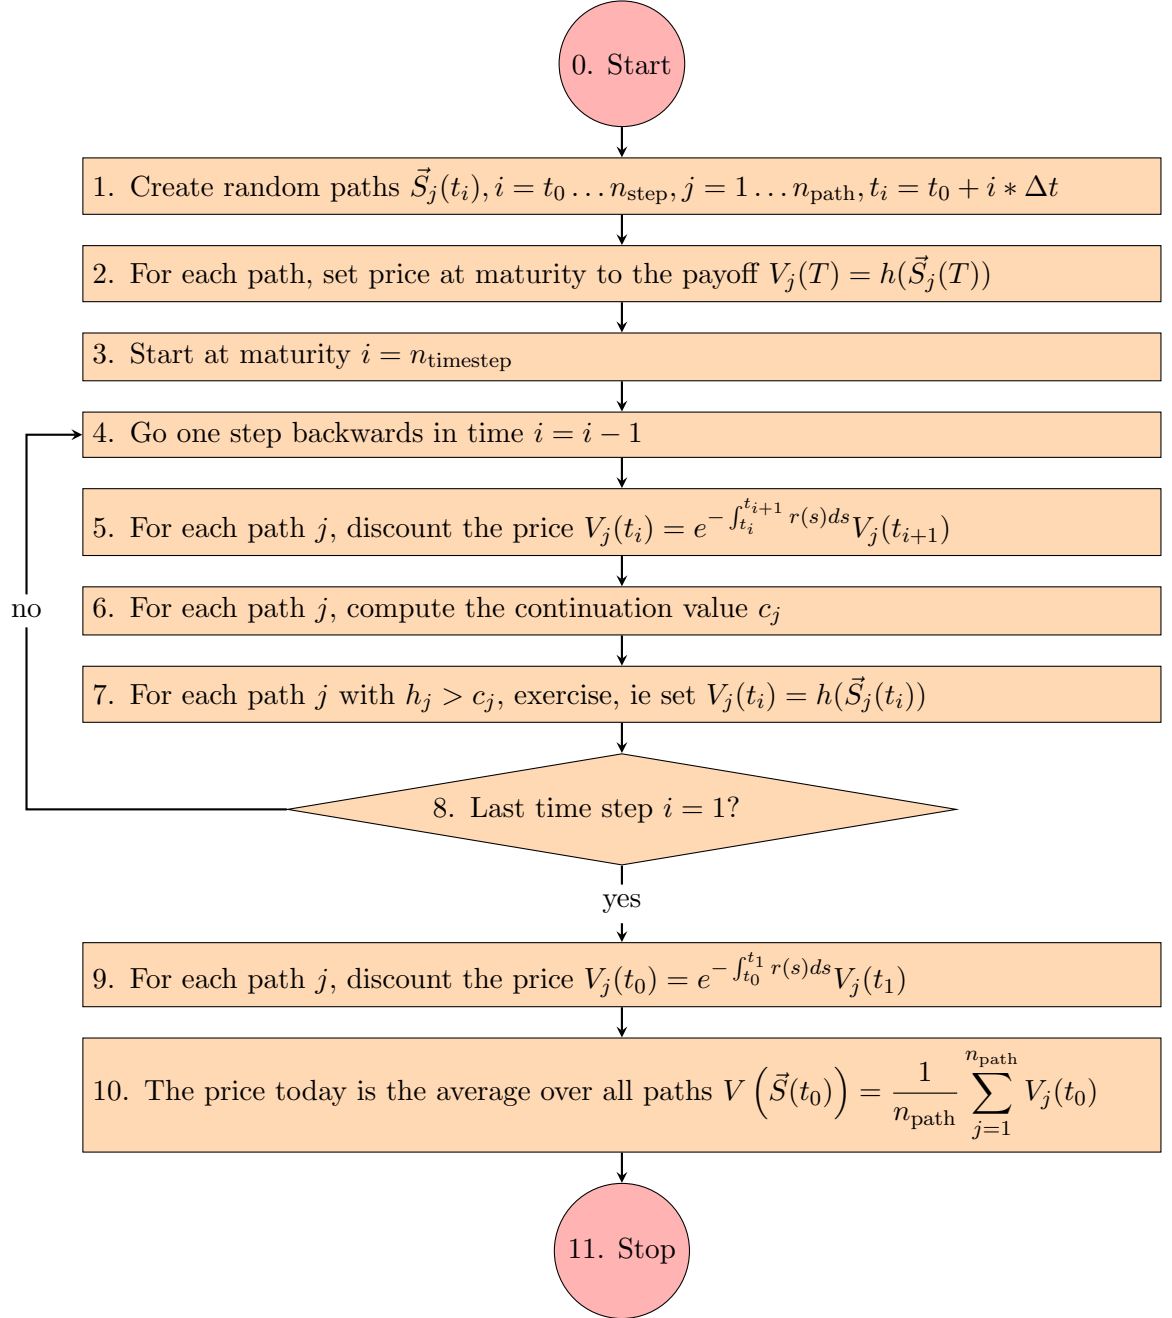 0. Start
1. Create random paths $\vec{S}_j(t_i), i = t_0 \ldots n_{\text{step}}, j = 1 \ldots n_{\text{path}}, t_i = t_0 + i * \Delta t$
2. For each path, set price at maturity to the payoff $V_j(T) = h(\vec{S}_j(T))$
3. Start at maturity $i = n_{\text{timestep}}$
4. Go one step backwards in time $i = i - 1$
5. For each path $j$, discount the price $V_j(t_i) = e^{-\int_{t_i}^{t_{i+1}} r(s)ds} V_j(t_{i+1})$
no
6. For each path $j$, compute the continuation value $c_j$
7. For each path $j$ with $h_j > c_j$, exercise, ie set $V_j(t_i) = h(\vec{S}_j(t_i))$
8. Last time step $i = 1$?
yes
9. For each path $j$, discount the price $V_j(t_0) = e^{-\int_{t_0}^{t_1} r(s)ds} V_j(t_1)$
10. The price today is the average over all paths $V\left(\vec{S}(t_0)\right) = \frac{1}{n_{\text{path}}} \sum_{j=1}^{n_{\text{path}}} V_j(t_0)$
11. Stop